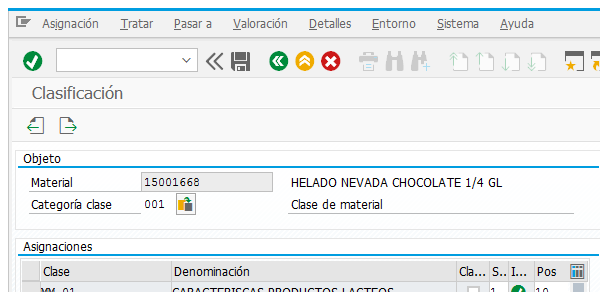 Asignación Tratar Pasar a Valoración Detalles Entorno Sistema Ayuda
Clasificación
Objeto
Material 15001668 HELADO NEVADA CHOCOLATE 1/4 GL
Categoría clase 001 Clase de material
Asignaciones
Clase Denominación Cla... S.. I... Pos
MM_01 CARACTERISCAS PRODUCTOS LACTEOS 1 10